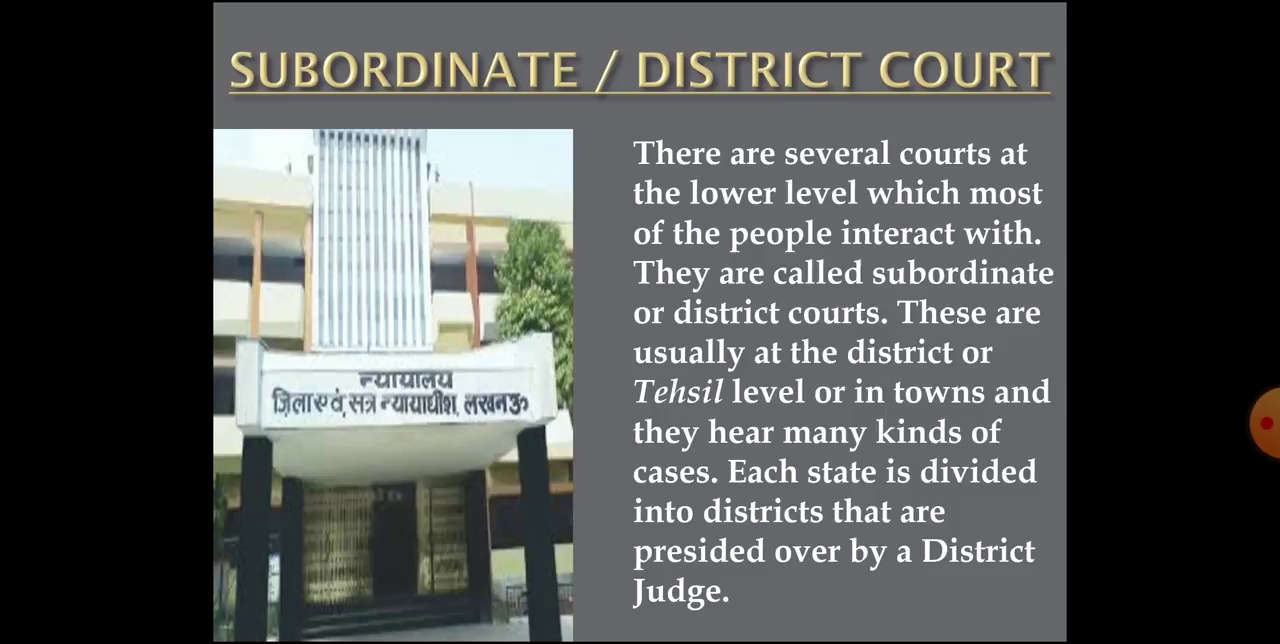 SUBORDINATE / DISTRICT COURT
न्यायालय
ज़िला एवं, सत्र न्यायाधीश, लखनऊ
There are several courts at
the lower level which most
of the people interact with.
They are called subordinate
or district courts. These are
usually at the district or
Tehsil level or in towns and
they hear many kinds of
cases. Each state is divided
into districts that are
presided over by a District
Judge.